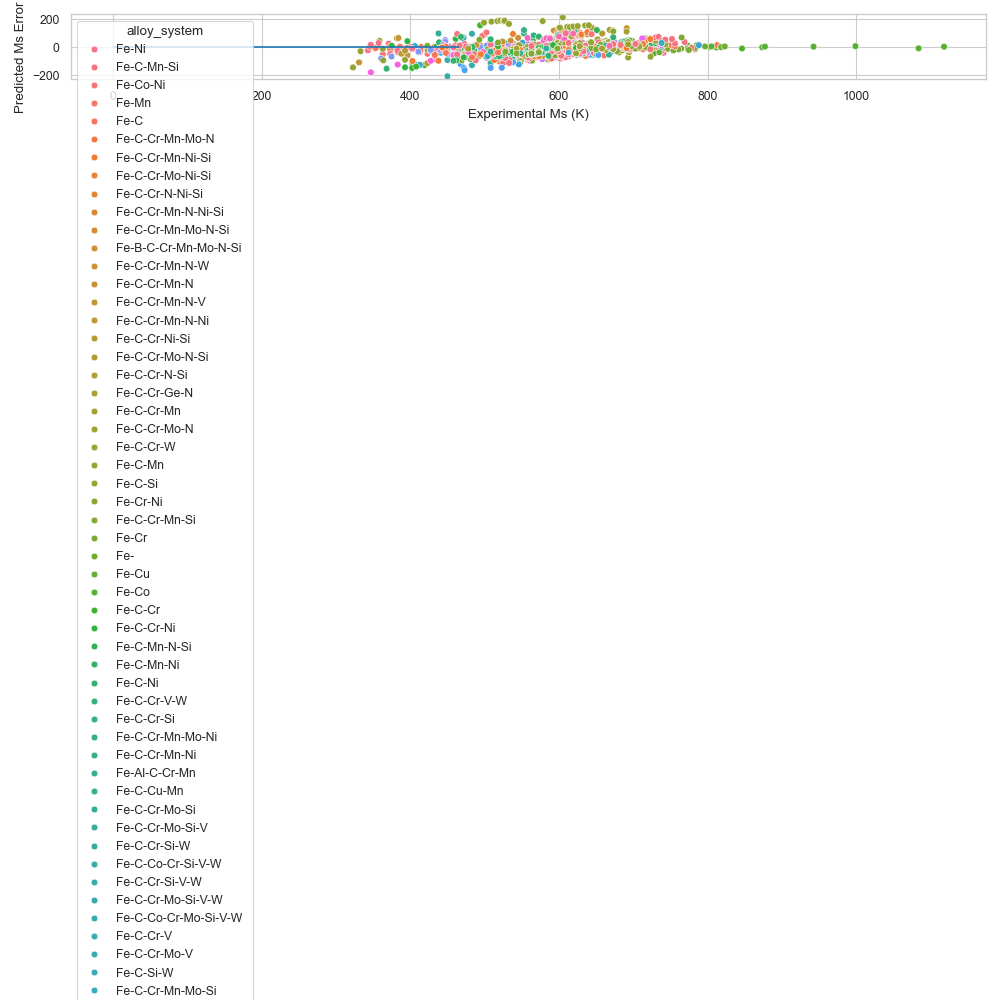 Predicted Ms Error
200
0
−200
0
200
400
600
800
1000
Experimental Ms (K)
alloy_system
Fe-Ni
Fe-C-Mn-Si
Fe-Co-Ni
Fe-Mn
Fe-C
Fe-C-Cr-Mn-Mo-N
Fe-C-Cr-Mn-Ni-Si
Fe-C-Cr-Mo-Ni-Si
Fe-C-Cr-N-Ni-Si
Fe-C-Cr-Mn-N-Ni-Si
Fe-C-Cr-Mn-Mo-N-Si
Fe-B-C-Cr-Mn-Mo-N-Si
Fe-C-Cr-Mn-N-W
Fe-C-Cr-Mn-N
Fe-C-Cr-Mn-N-V
Fe-C-Cr-Mn-N-Ni
Fe-C-Cr-Ni-Si
Fe-C-Cr-Mo-N-Si
Fe-C-Cr-N-Si
Fe-C-Cr-Ge-N
Fe-C-Cr-Mn
Fe-C-Cr-Mo-N
Fe-C-Cr-W
Fe-C-Mn
Fe-C-Si
Fe-Cr-Ni
Fe-C-Cr-Mn-Si
Fe-Cr
Fe-
Fe-Cu
Fe-Co
Fe-C-Cr
Fe-C-Cr-Ni
Fe-C-Mn-N-Si
Fe-C-Mn-Ni
Fe-C-Ni
Fe-C-Cr-V-W
Fe-C-Cr-Si
Fe-C-Cr-Mn-Mo-Ni
Fe-C-Cr-Mn-Ni
Fe-Al-C-Cr-Mn
Fe-C-Cu-Mn
Fe-C-Cr-Mo-Si
Fe-C-Cr-Mo-Si-V
Fe-C-Cr-Si-W
Fe-C-Co-Cr-Si-V-W
Fe-C-Cr-Si-V-W
Fe-C-Cr-Mo-Si-V-W
Fe-C-Co-Cr-Mo-Si-V-W
Fe-C-Cr-V
Fe-C-Cr-Mo-V
Fe-C-Si-W
Fe-C-Cr-Mn-Mo-Si